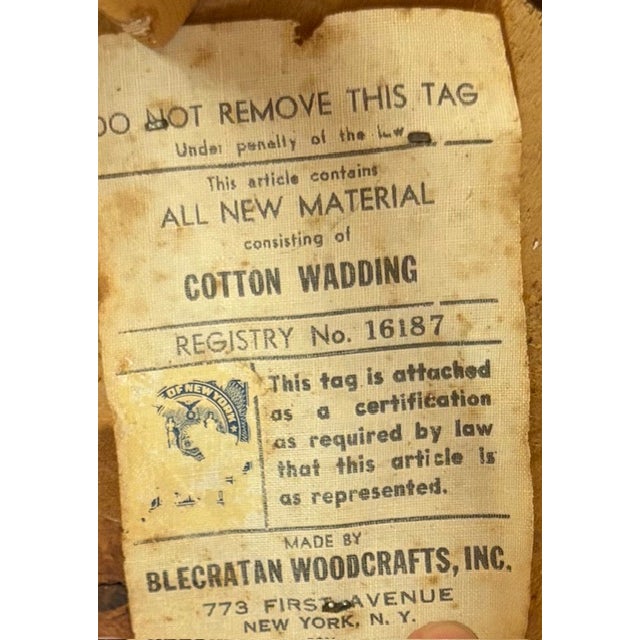 DO NOT REMOVE THIS TAG
Under penalty of the law
This article contains
ALL NEW MATERIAL
consisting of
COTTON WADDING
REGISTRY No. 16187
OF NEW YORK
This tag is attached
as a certification
as required by law
that this article is
as represented.
MADE BY
BLECRATAN WOODCRAFTS, INC.
773 FIRST AVENUE
NEW YORK, N. Y.